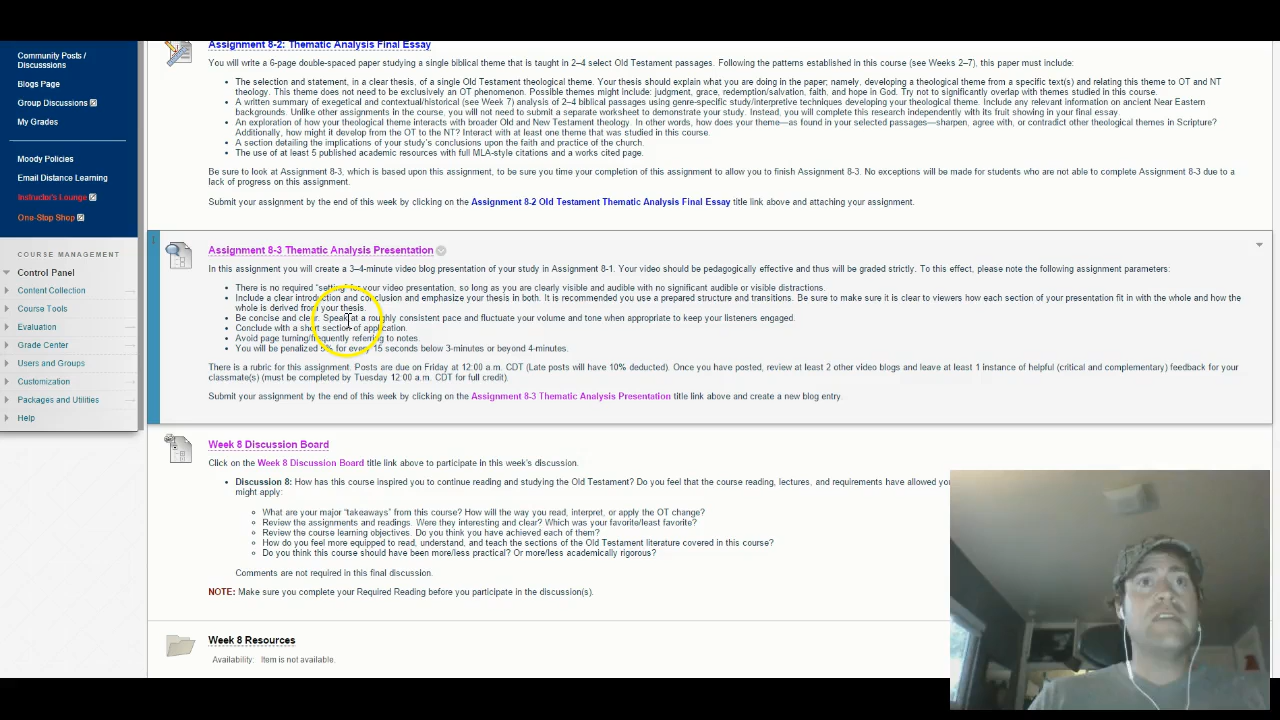 Community Posts /
Discusssions
Blogs Page
Group Discussions
My Grades
Moody Policies
Email Distance Learning
Instructor's Lounge
One-Stop Shop
COURSE MANAGEMENT
Control Panel
Content Collection
Course Tools
Evaluation
Grade Center
Users and Groups
Customization
Packages and Utilities
Help
Assignment 8-2: Thematic Analysis Final Essay
You will write a 6-page double-spaced paper studying a single biblical theme that is taught in 2–4 select Old Testament passages. Following the patterns established in this course (see Weeks 2–7), this paper must include:
The selection and statement, in a clear thesis, of a single Old Testament theological theme. Your thesis should explain what you are doing in the paper; namely, developing a theological theme from a specific text(s) and relating this theme to OT and NT
theology. This theme does not need to be exclusively an OT phenomenon. Possible themes might include: judgment, grace, redemption/salvation, faith, and hope in God. Try not to significantly overlap with themes studied in this course.
A written summary of exegetical and contextual/historical (see Week 7) analysis of 2–4 biblical passages using genre-specific study/interpretive techniques developing your theological theme. Include any relevant information on ancient Near Eastern
backgrounds. Unlike other assignments in the course, you will not need to submit a separate worksheet to demonstrate your study. Instead, you will complete this research independently with its fruit showing in your final essay.
An exploration of how your theological theme interacts with broader Old and New Testament theology. In other words, how does your theme—as found in your selected passages—sharpen, agree with, or contradict other theological themes in Scripture?
Additionally, how might it develop from the OT to the NT? Interact with at least one theme that was studied in this course.
A section detailing the implications of your study's conclusions upon the faith and practice of the church.
The use of at least 5 published academic resources with full MLA-style citations and a works cited page.
Be sure to look at Assignment 8-3, which is based upon this assignment, to be sure you time your completion of this assignment to allow you to finish Assignment 8-3. No exceptions will be made for students who are not able to complete Assignment 8-3 due to a
lack of progress on this assignment.
Submit your assignment by the end of this week by clicking on the Assignment 8-2 Old Testament Thematic Analysis Final Essay title link above and attaching your assignment.
Assignment 8-3 Thematic Analysis Presentation
In this assignment you will create a 3–4-minute video blog presentation of your study in Assignment 8-1. Your video should be pedagogically effective and thus will be graded strictly. To this effect, please note the following assignment parameters:
There is no required "setting" for your video presentation, so long as you are clearly visible and audible with no significant audible or visible distractions.
Include a clear introduction and conclusion and emphasize your thesis in both. It is recommended you use a prepared structure and transitions. Be sure to make sure it is clear to viewers how each section of your presentation fit in with the whole and how the
whole is derived from your thesis.
Be concise and clear. Speak at a roughly consistent pace and fluctuate your volume and tone when appropriate to keep your listeners engaged.
Conclude with a short section of application.
Avoid page turning/frequently referring to notes.
You will be penalized 5% for every 15 seconds below 3-minutes or beyond 4-minutes.
There is a rubric for this assignment. Posts are due on Friday at 12:00 a.m. CDT (Late posts will have 10% deducted). Once you have posted, review at least 2 other video blogs and leave at least 1 instance of helpful (critical and complementary) feedback for your
classmate(s) (must be completed by Tuesday 12:00 a.m. CDT for full credit).
Submit your assignment by the end of this week by clicking on the Assignment 8-3 Thematic Analysis Presentation title link above and create a new blog entry.
Week 8 Discussion Board
Click on the Week 8 Discussion Board title link above to participate in this week's discussion.
Discussion 8: How has this course inspired you to continue reading and studying the Old Testament? Do you feel that the course reading, lectures, and requirements have allowed you
might apply:
What are your major "takeaways" from this course? How will the way you read, interpret, or apply the OT change?
Review the assignments and readings. Were they interesting and clear? Which was your favorite/least favorite?
Review the course learning objectives. Do you think you have achieved each of them?
How do you feel more equipped to read, understand, and teach the sections of the Old Testament literature covered in this course?
Do you think this course should have been more/less practical? Or more/less academically rigorous?
Comments are not required in this final discussion.
NOTE: Make sure you complete your Required Reading before you participate in the discussion(s).
Week 8 Resources
Availability: Item is not available.